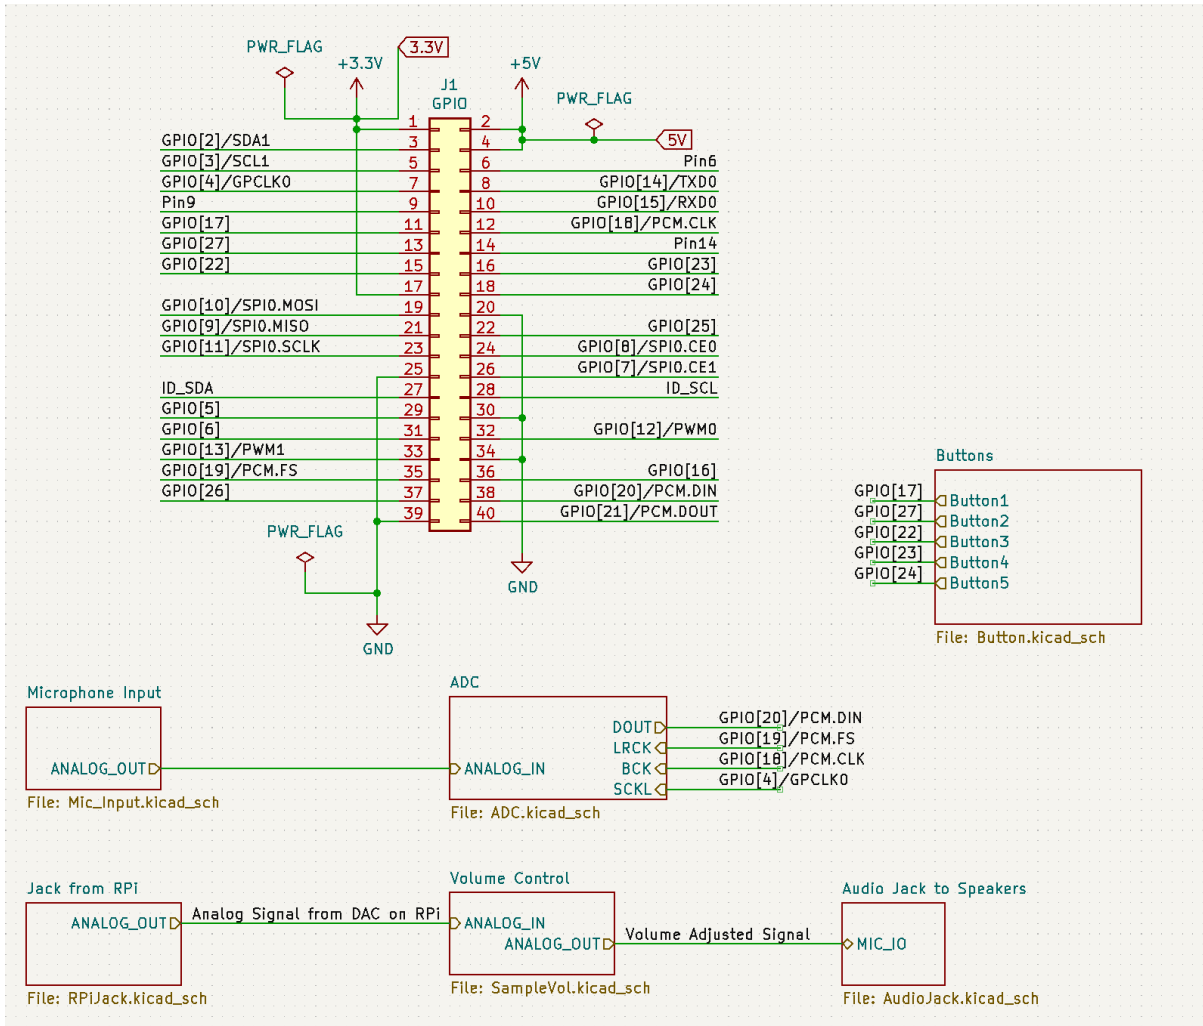 PWR_FLAG
3.3V
+3.3V
+5V
J1
GPIO
PWR_FLAG
5V
1 2
GPIO[2]/SDA1 3 4
GPIO[3]/SCL1 5 6 Pin6
GPIO[4]/GPCLK0 7 8 GPIO[14]/TXD0
Pin9 9 10 GPIO[15]/RXD0
GPIO[17] 11 12 GPIO[18]/PCM.CLK
GPIO[27] 13 14 Pin14
GPIO[22] 15 16 GPIO[23]
17 18 GPIO[24]
GPIO[10]/SPI0.MOSI 19 20
GPIO[9]/SPI0.MISO 21 22 GPIO[25]
GPIO[11]/SPI0.SCLK 23 24 GPIO[8]/SPI0.CE0
25 26 GPIO[7]/SPI0.CE1
ID_SDA 27 28 ID_SCL
GPIO[5] 29 30
GPIO[6] 31 32 GPIO[12]/PWM0
GPIO[13]/PWM1 33 34
GPIO[19]/PCM.FS 35 36 GPIO[16]
GPIO[26] 37 38 GPIO[20]/PCM.DIN
39 40 GPIO[21]/PCM.DOUT
PWR_FLAG
GND
GND
Buttons
GPIO[17] Button1
GPIO[27] Button2
GPIO[22] Button3
GPIO[23] Button4
GPIO[24] Button5
File: Button.kicad_sch
Microphone Input
ANALOG_OUT
File: Mic_Input.kicad_sch
ADC
DOUT GPIO[20]/PCM.DIN
LRCK GPIO[19]/PCM.FS
ANALOG_IN BCK GPIO[18]/PCM.CLK
SCKL GPIO[4]/GPCLK0
File: ADC.kicad_sch
Jack from RPi
ANALOG_OUT
File: RPiJack.kicad_sch
Analog Signal from DAC on RPi
Volume Control
ANALOG_IN
ANALOG_OUT
File: SampleVol.kicad_sch
Volume Adjusted Signal
Audio Jack to Speakers
MIC_IO
File: AudioJack.kicad_sch